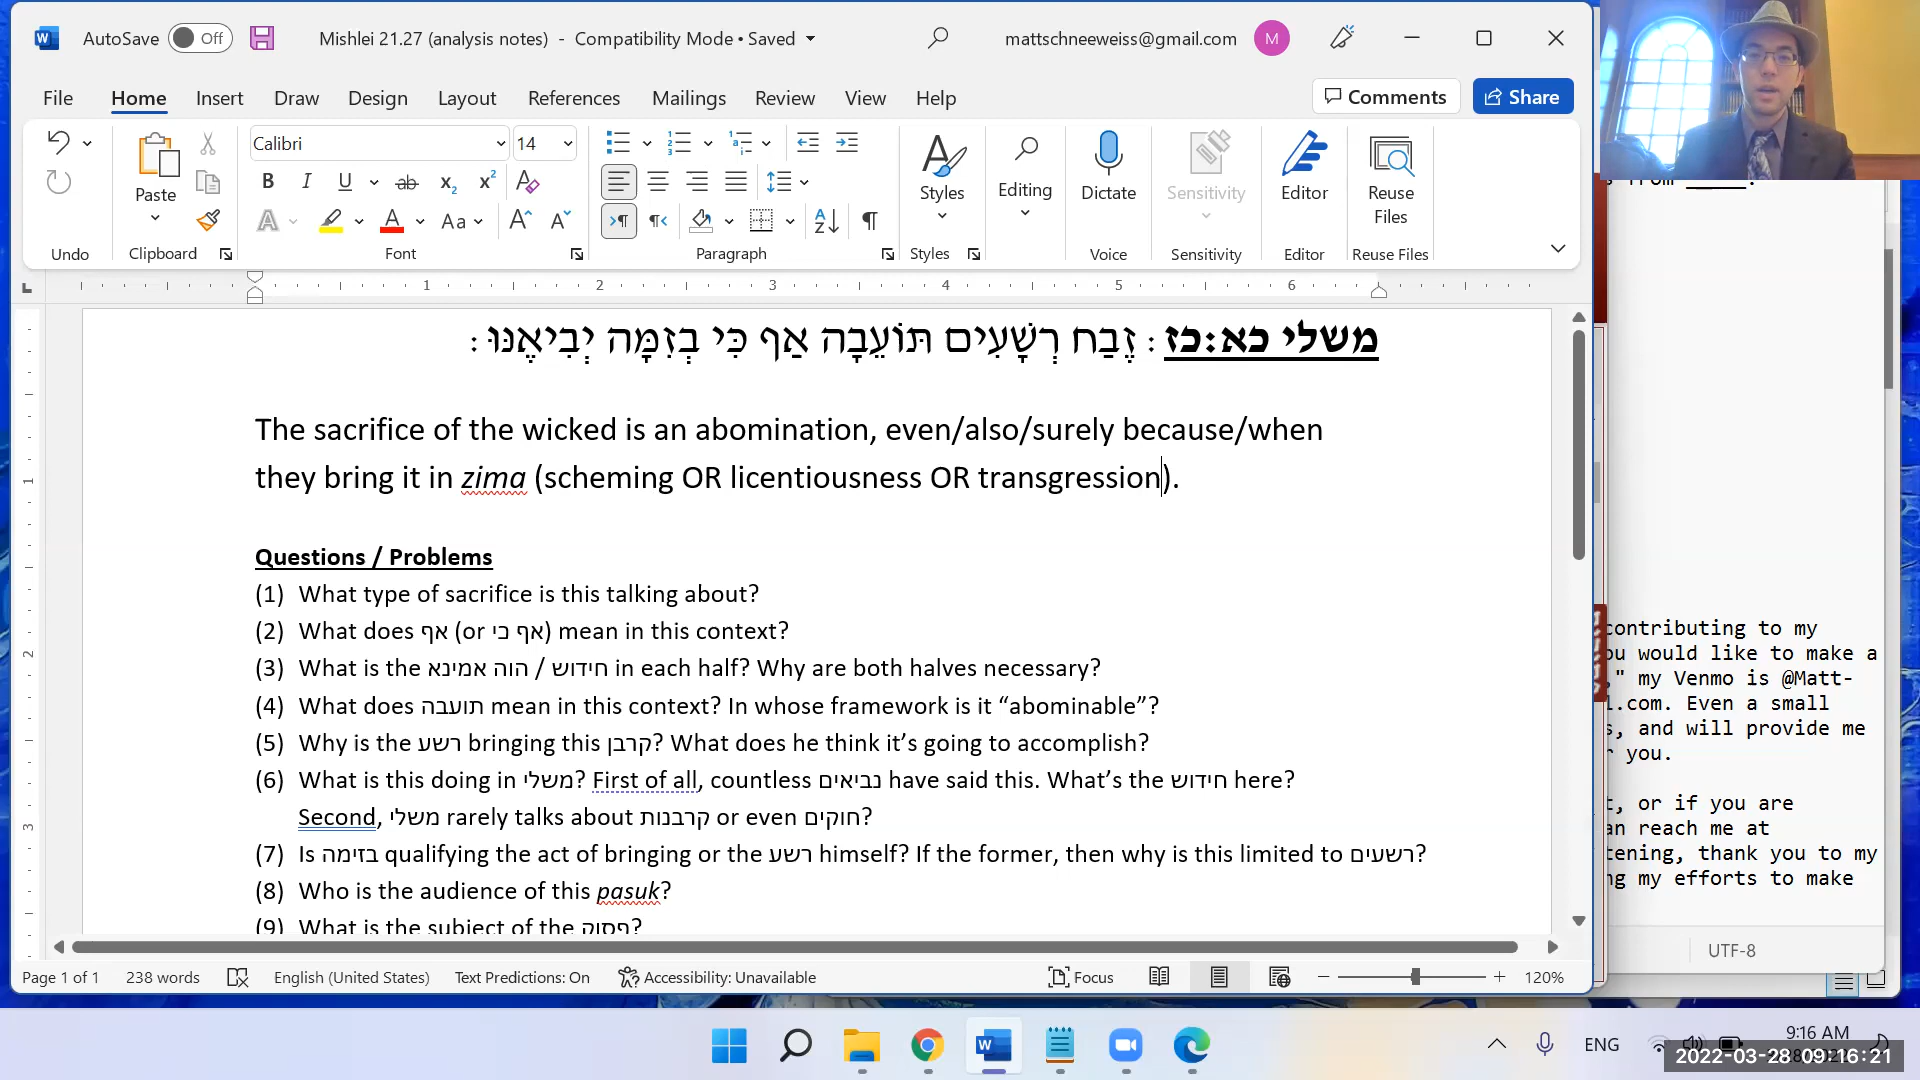 AutoSave Off Mishlei 21.27 (analysis notes) - Compatibility Mode • Saved mattschneeweiss@gmail.com M
File Home Insert Draw Design Layout References Mailings Review View Help Comments Share
Calibri 14
Paste Styles Editing Dictate Sensitivity Editor Reuse Files
Undo Clipboard Font Paragraph Styles Voice Sensitivity Editor Reuse Files
1 2 3 4 5 6
משלי כא:כז: זֶבַח רְשָׁעִים תּוֹעֵבָה אַף כִּי בְזִמָּה יְבִיאֶנּוּ:
The sacrifice of the wicked is an abomination, even/also/surely because/when
they bring it in zima (scheming OR licentiousness OR transgression).
Questions / Problems
(1) What type of sacrifice is this talking about?
(2) What does אף (or אף כי) mean in this context?
(3) What is the חידוש / הוה אמינא in each half? Why are both halves necessary?
(4) What does תועבה mean in this context? In whose framework is it “abominable”?
(5) Why is the רשע bringing this קרבן? What does he think it’s going to accomplish?
(6) What is this doing in משלי? First of all, countless נביאים have said this. What’s the חידוש here?
Second, משלי rarely talks about קרבנות or even חוקים?
(7) Is בזימה qualifying the act of bringing or the רשע himself? If the former, then why is this limited to רשעים?
(8) Who is the audience of this pasuk?
(9) What is the subject of the פסוק?
Page 1 of 1 238 words English (United States) Text Predictions: On Accessibility: Unavailable Focus 120%
contributing to my
ou would like to make a
" my Venmo is @Matt-
l.com. Even a small
s, and will provide me
r you.
t, or if you are
an reach me at
tening, thank you to my
ng my efforts to make
UTF-8
ENG 9:16 AM
2022-03-28 09:16:21